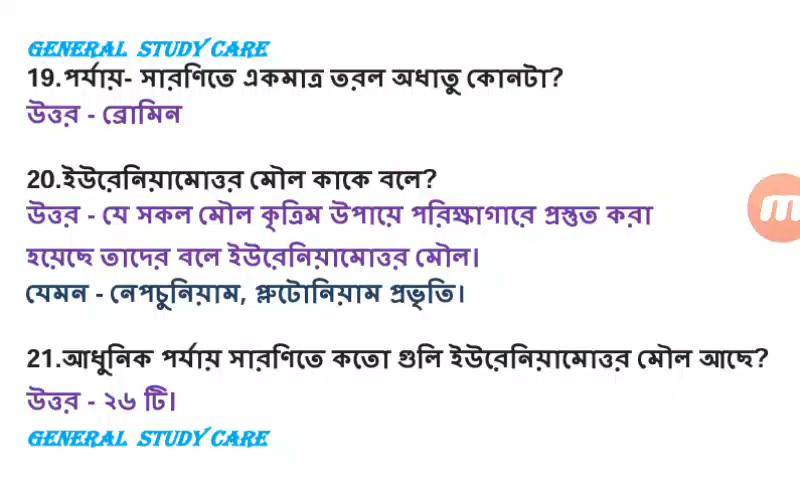 GENERAL STUDY CARE
19.পর্যায়- সারণিতে একমাত্র তরল অধাতু কোনটা?
উত্তর - ব্রোমিন
20.ইউরেনিয়ামোত্তর মৌল কাকে বলে?
উত্তর - যে সকল মৌল কৃত্রিম উপায়ে পরিক্ষাগারে প্রস্তুত করা
হয়েছে তাদের বলে ইউরেনিয়ামোত্তর মৌল।
যেমন - নেপচুনিয়াম, প্লুটোনিয়াম প্রভৃতি।
21.আধুনিক পর্যায় সারণিতে কতো গুলি ইউরেনিয়ামোত্তর মৌল আছে?
উত্তর - ২৬ টি।
GENERAL STUDY CARE